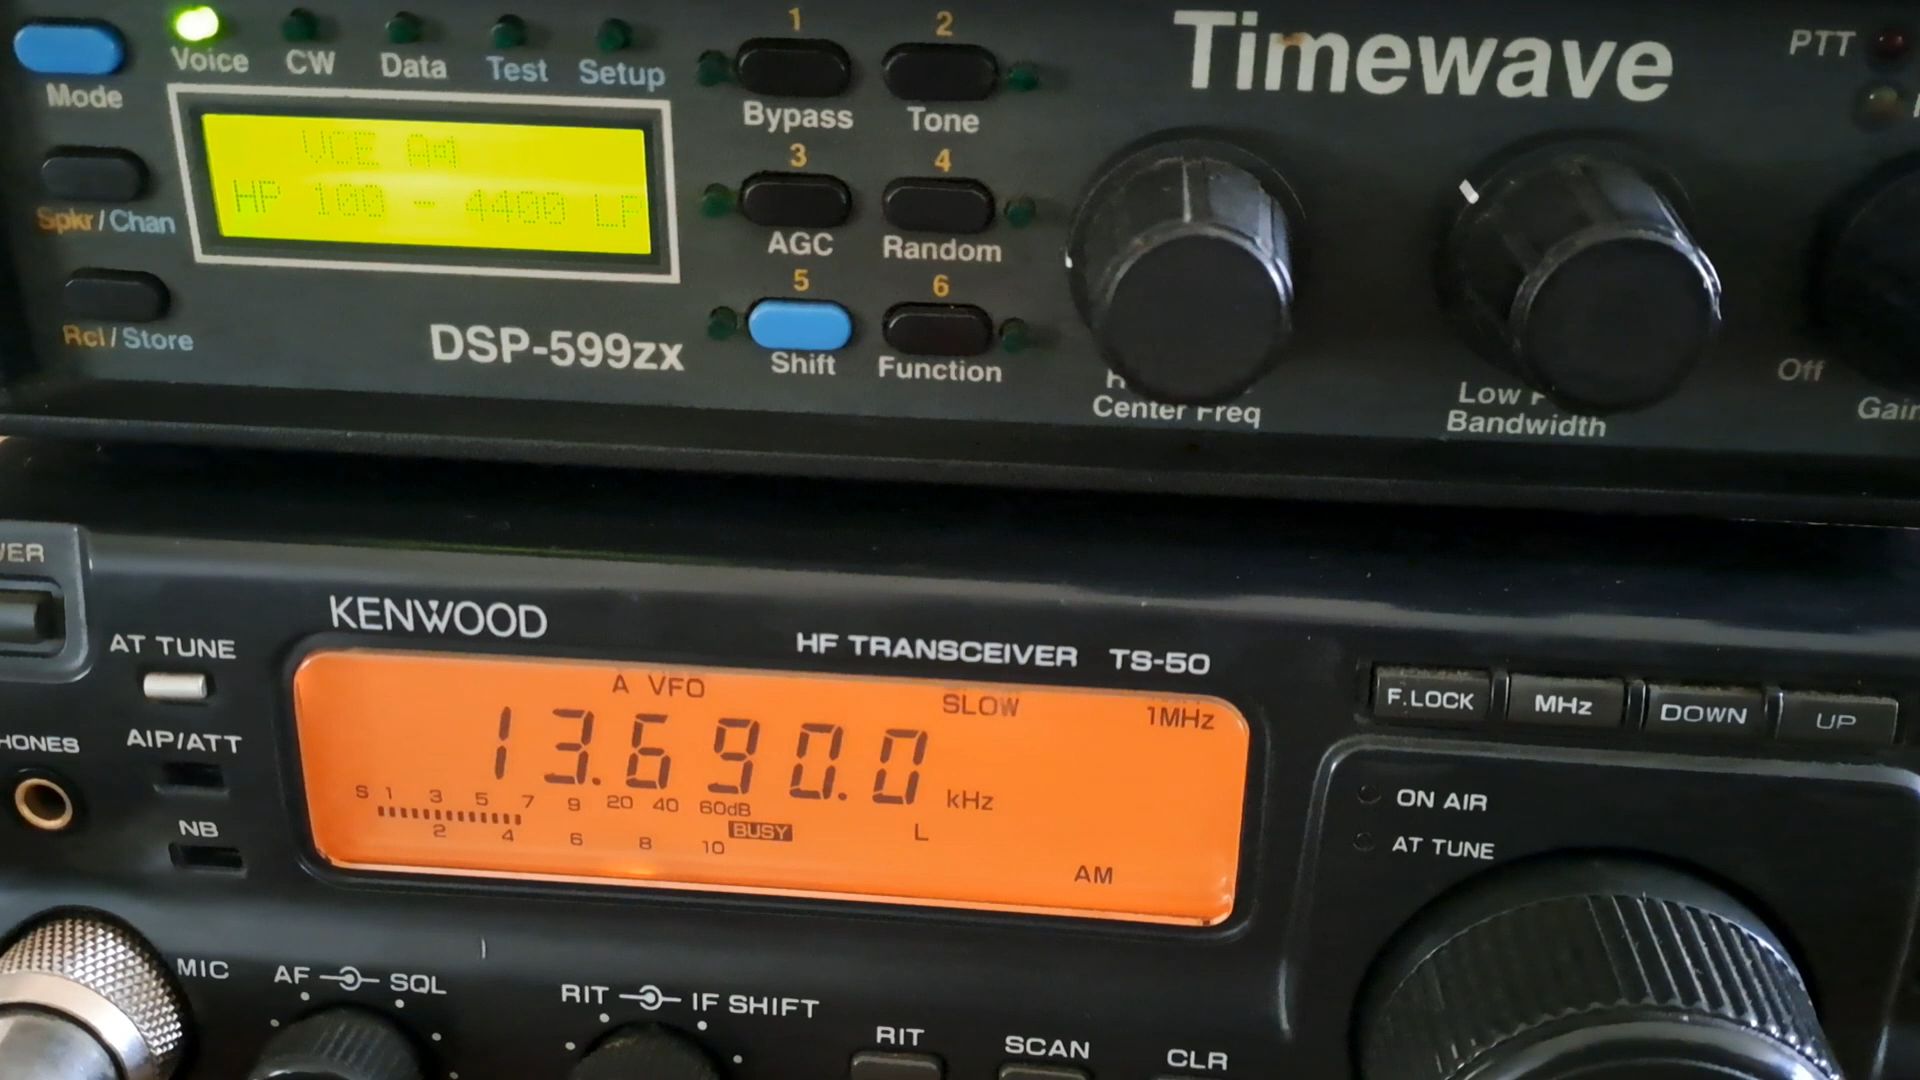 Timewave
PTT
Mode
Voice
CW
Data
Test
Setup
1
2
Bypass
Tone
Spkr/Chan
HP 100 - 4400 LP
3
4
AGC
Random
Rcl/Store
DSP-599zx
5
6
Shift
Function
Center Freq
Low
Bandwidth
Off
Gain
AT TUNE
KENWOOD
HF TRANSCEIVER TS-50
AIP/ATT
NB
A VFO
SLOW
1MHz
13.690.0 kHz
S 1 3 5 7 9 20 40 60dB
2 4 6 8 10
BUSY
L
AM
F.LOCK
MHz
DOWN
UP
ON AIR
AT TUNE
MIC
AF
SQL
RIT
IF SHIFT
RIT
SCAN
CLR